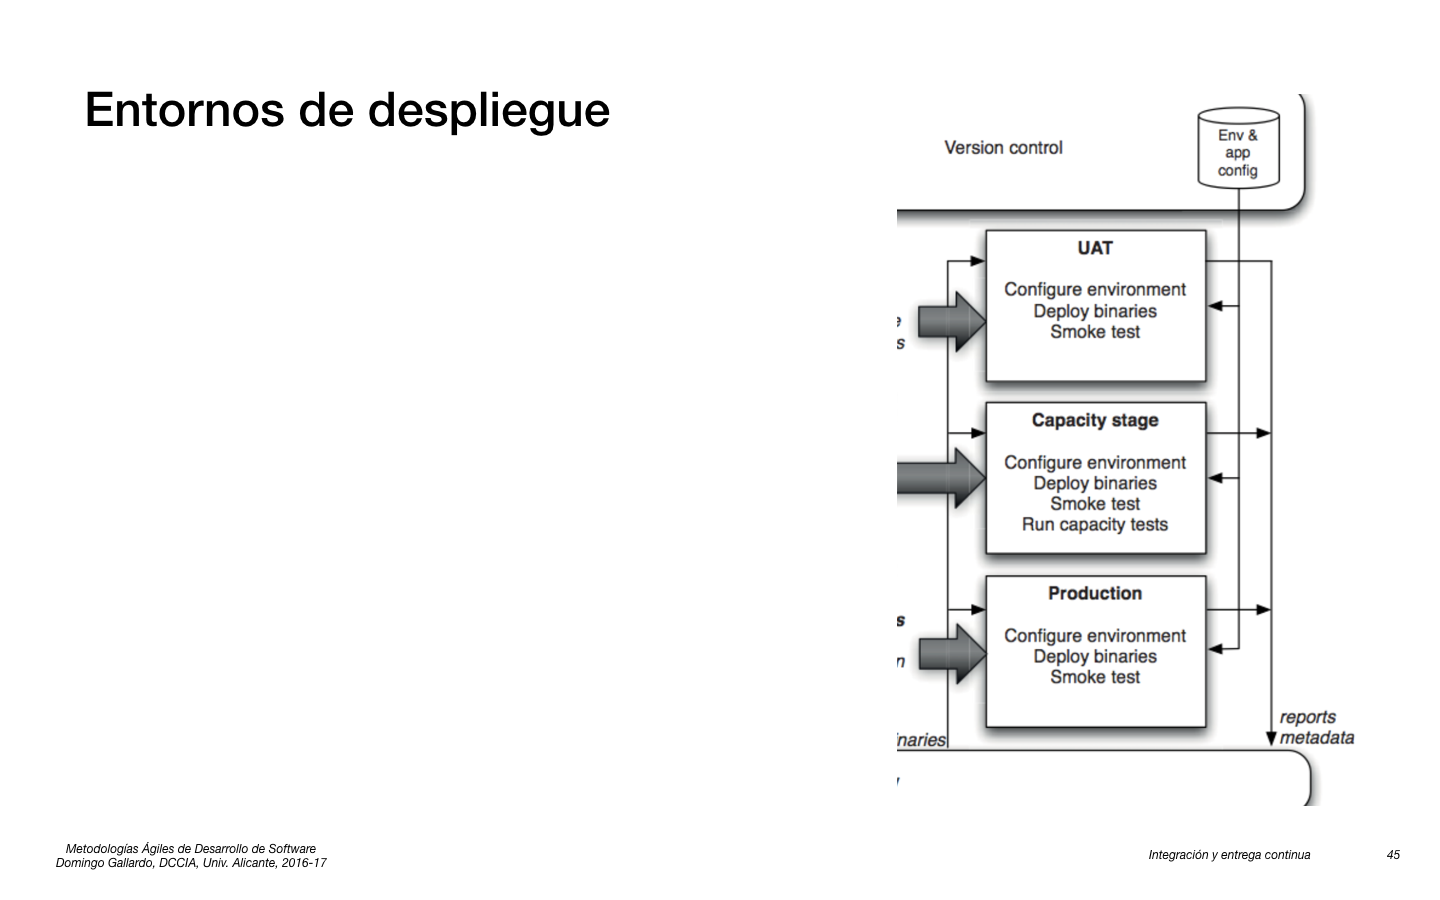 Entornos de despliegue
Version control
Env &
app
config
UAT
Configure environment
Deploy binaries
Smoke test
Capacity stage
Configure environment
Deploy binaries
Smoke test
Run capacity tests
Production
Configure environment
Deploy binaries
Smoke test
reports
metadata
Metodologías Ágiles de Desarrollo de Software
Domingo Gallardo, DCCIA, Univ. Alicante, 2016-17
Integración y entrega continua
45